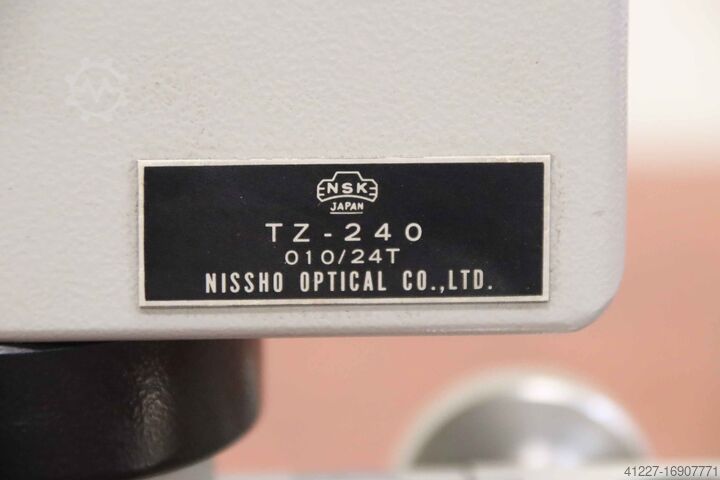 NSK
JAPAN
TZ-240
010/24T
NISSHO OPTICAL CO.,LTD.
41227-16907771